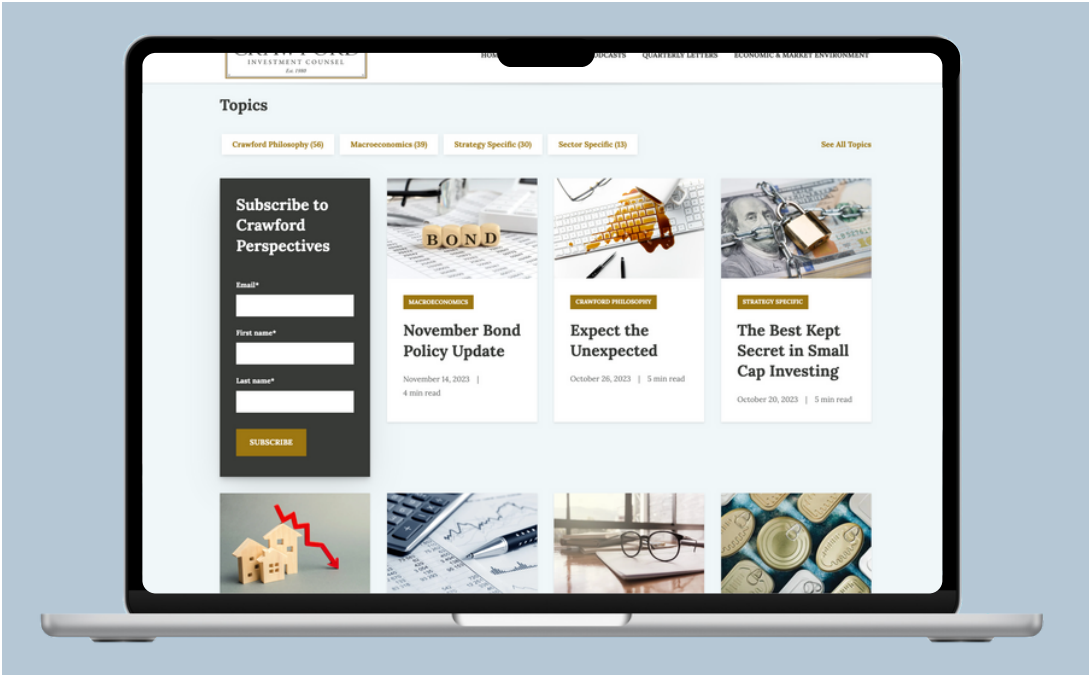 INVESTMENT COUNSEL
Est 1980
QUARTERLY LETTERS
ECONOMIC & MARKET ENVIRONMENT
Topics
Crawford Philosophy (56)
Macroeconomics (39)
Strategy Specific (30)
Sector Specific (13)
See All Topics
Subscribe to
Crawford
Perspectives
Email*
First name*
Last name*
SUBSCRIBE
BOND
MACROECONOMICS
November Bond
Policy Update
November 14, 2023 |
4 min read
CRAWFORD PHILOSOPHY
Expect the
Unexpected
October 26, 2023 | 5 min read
STRATEGY SPECIFIC
The Best Kept
Secret in Small
Cap Investing
October 20, 2023 | 5 min read